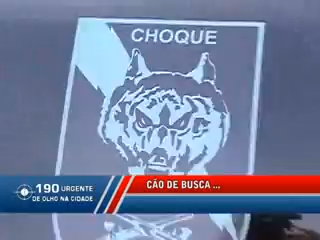 CHOQUE
190 URGENTE
DE OLHO NA CIDADE
CÃO DE BUSCA ...